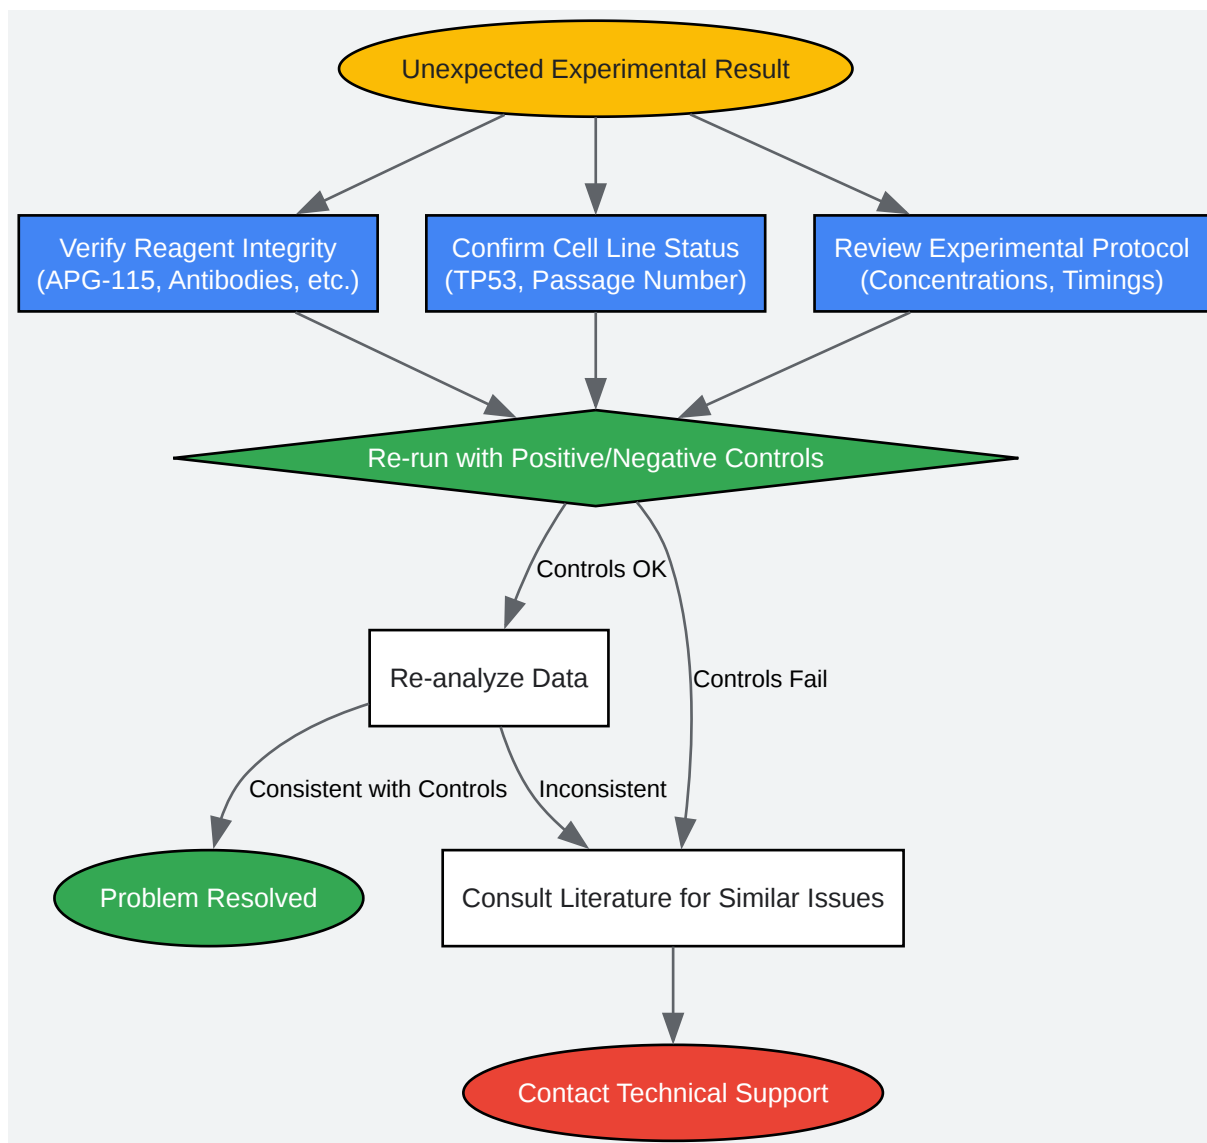 Unexpected Experimental Result
Verify Reagent Integrity
(APG-115, Antibodies, etc.)
Confirm Cell Line Status
(TP53, Passage Number)
Review Experimental Protocol
(Concentrations, Timings)
Re-run with Positive/Negative Controls
Controls OK
Re-analyze Data
Controls Fail
Consistent with Controls
Inconsistent
Problem Resolved
Consult Literature for Similar Issues
Contact Technical Support